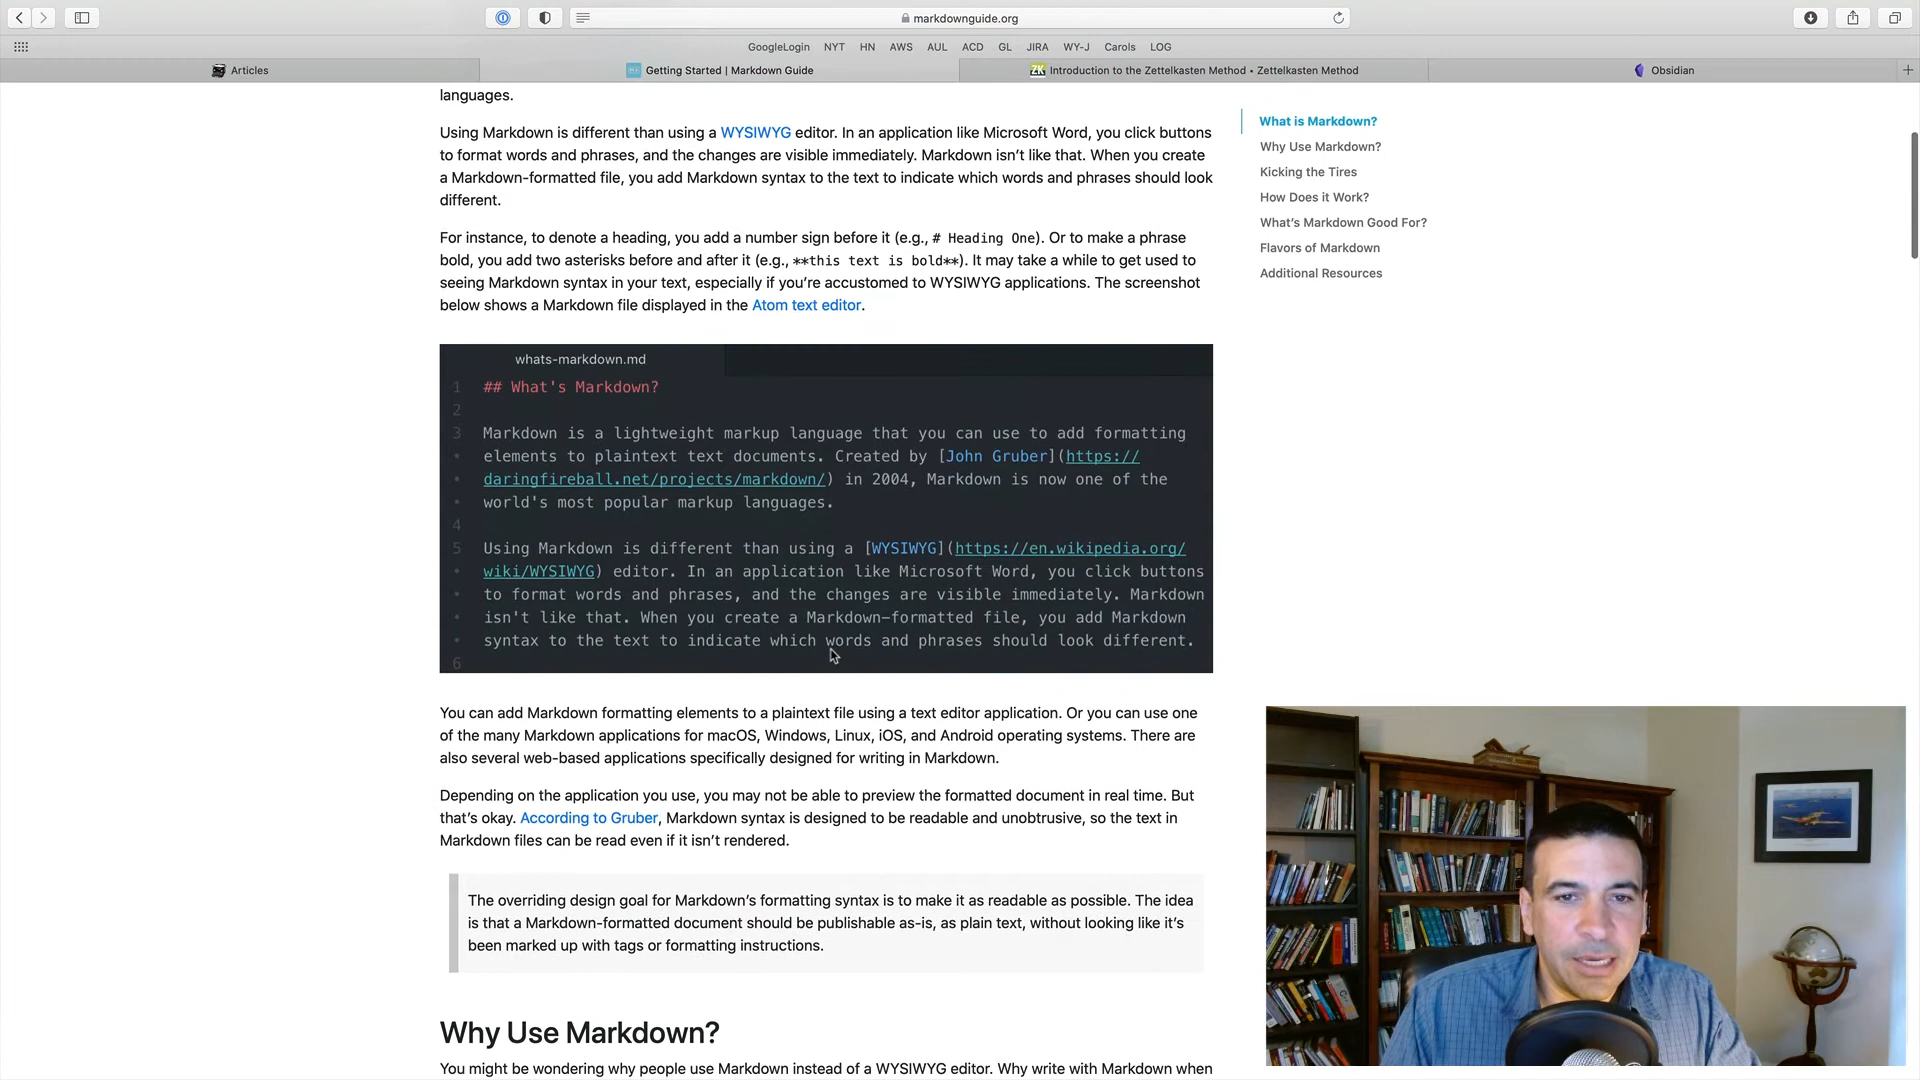 markdownguide.org
GoogleLogin NYT HN AWS AUL ACD GL JIRA WY-J Carols LOG
Articles
Getting Started | Markdown Guide
ZK Introduction to the Zettelkasten Method • Zettelkasten Method
Obsidian
languages.
Using Markdown is different than using a WYSIWYG editor. In an application like Microsoft Word, you click buttons
to format words and phrases, and the changes are visible immediately. Markdown isn’t like that. When you create
a Markdown-formatted file, you add Markdown syntax to the text to indicate which words and phrases should look
different.
For instance, to denote a heading, you add a number sign before it (e.g., # Heading One). Or to make a phrase
bold, you add two asterisks before and after it (e.g., **this text is bold**). It may take a while to get used to
seeing Markdown syntax in your text, especially if you’re accustomed to WYSIWYG applications. The screenshot
below shows a Markdown file displayed in the Atom text editor.
whats-markdown.md
1 ## What's Markdown?
2
3 Markdown is a lightweight markup language that you can use to add formatting
elements to plaintext text documents. Created by [John Gruber](https://
daringfireball.net/projects/markdown/) in 2004, Markdown is now one of the
world's most popular markup languages.
4
5 Using Markdown is different than using a [WYSIWYG](https://en.wikipedia.org/
wiki/WYSIWYG) editor. In an application like Microsoft Word, you click buttons
to format words and phrases, and the changes are visible immediately. Markdown
isn't like that. When you create a Markdown-formatted file, you add Markdown
syntax to the text to indicate which words and phrases should look different.
6
You can add Markdown formatting elements to a plaintext file using a text editor application. Or you can use one
of the many Markdown applications for macOS, Windows, Linux, iOS, and Android operating systems. There are
also several web-based applications specifically designed for writing in Markdown.
Depending on the application you use, you may not be able to preview the formatted document in real time. But
that’s okay. According to Gruber, Markdown syntax is designed to be readable and unobtrusive, so the text in
Markdown files can be read even if it isn’t rendered.
The overriding design goal for Markdown’s formatting syntax is to make it as readable as possible. The idea
is that a Markdown-formatted document should be publishable as-is, as plain text, without looking like it’s
been marked up with tags or formatting instructions.
Why Use Markdown?
You might be wondering why people use Markdown instead of a WYSIWYG editor. Why write with Markdown when
What is Markdown?
Why Use Markdown?
Kicking the Tires
How Does it Work?
What’s Markdown Good For?
Flavors of Markdown
Additional Resources